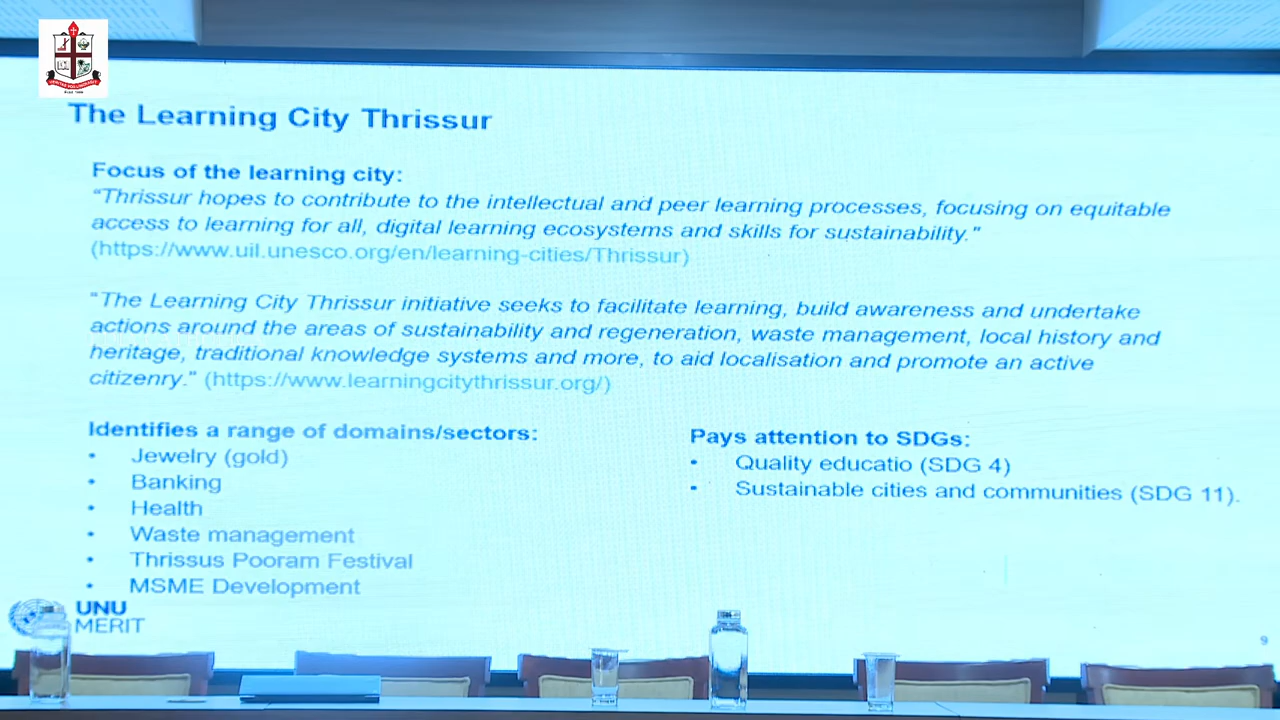 The Learning City Thrissur
Focus of the learning city:
“Thrissur hopes to contribute to the intellectual and peer learning processes, focusing on equitable
access to learning for all, digital learning ecosystems and skills for sustainability."
(https://www.uil.unesco.org/en/learning-cities/Thrissur)
“The Learning City Thrissur initiative seeks to facilitate learning, build awareness and undertake
actions around the areas of sustainability and regeneration, waste management, local history and
heritage, traditional knowledge systems and more, to aid localisation and promote an active
citizenry." (https://www.learningcitythrissur.org/)
Identifies a range of domains/sectors:
• Jewelry (gold)
• Banking
• Health
• Waste management
• Thrissus Pooram Festival
• MSME Development
Pays attention to SDGs:
• Quality educatio (SDG 4)
• Sustainable cities and communities (SDG 11).
UNU
MERIT
9